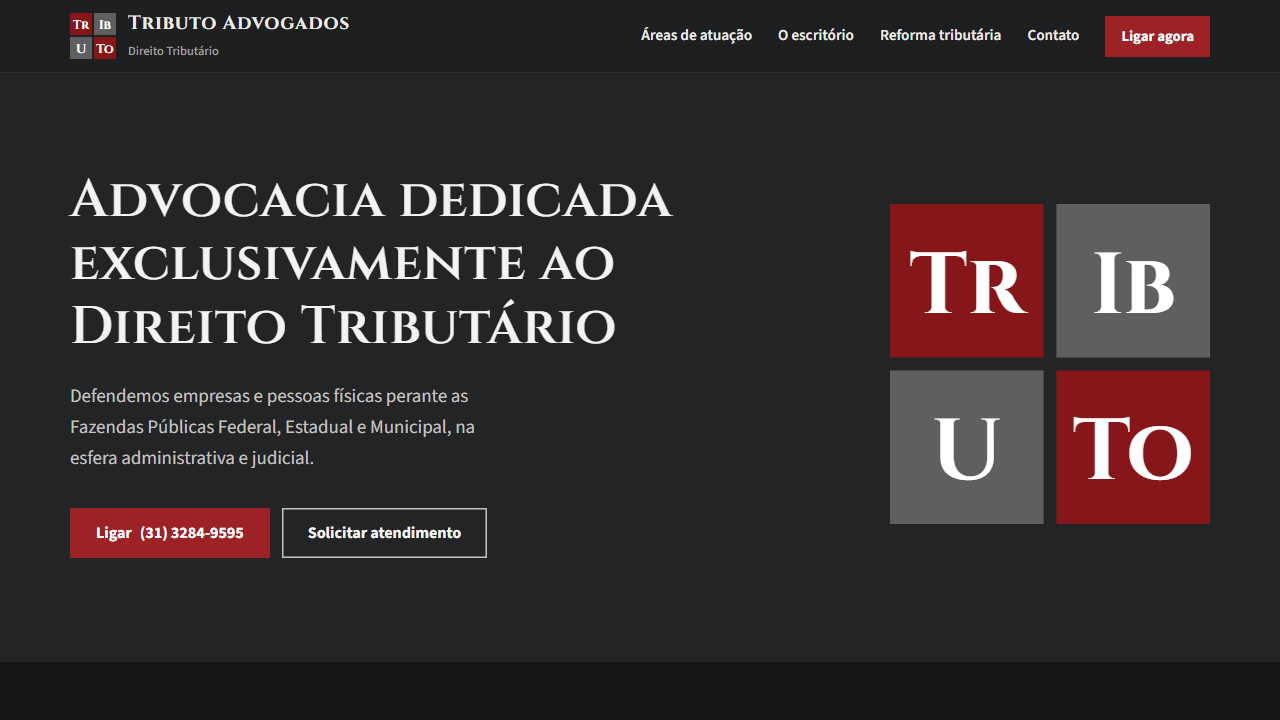 Tr Ib
U To
Tributo Advogados
Direito Tributário
Áreas de atuação
O escritório
Reforma tributária
Contato
Ligar agora
Advocacia dedicada
exclusivamente ao
Direito Tributário
Defendemos empresas e pessoas físicas perante as
Fazendas Públicas Federal, Estadual e Municipal, na
esfera administrativa e judicial.
Ligar (31) 3284-9595
Solicitar atendimento
Tr Ib
U To